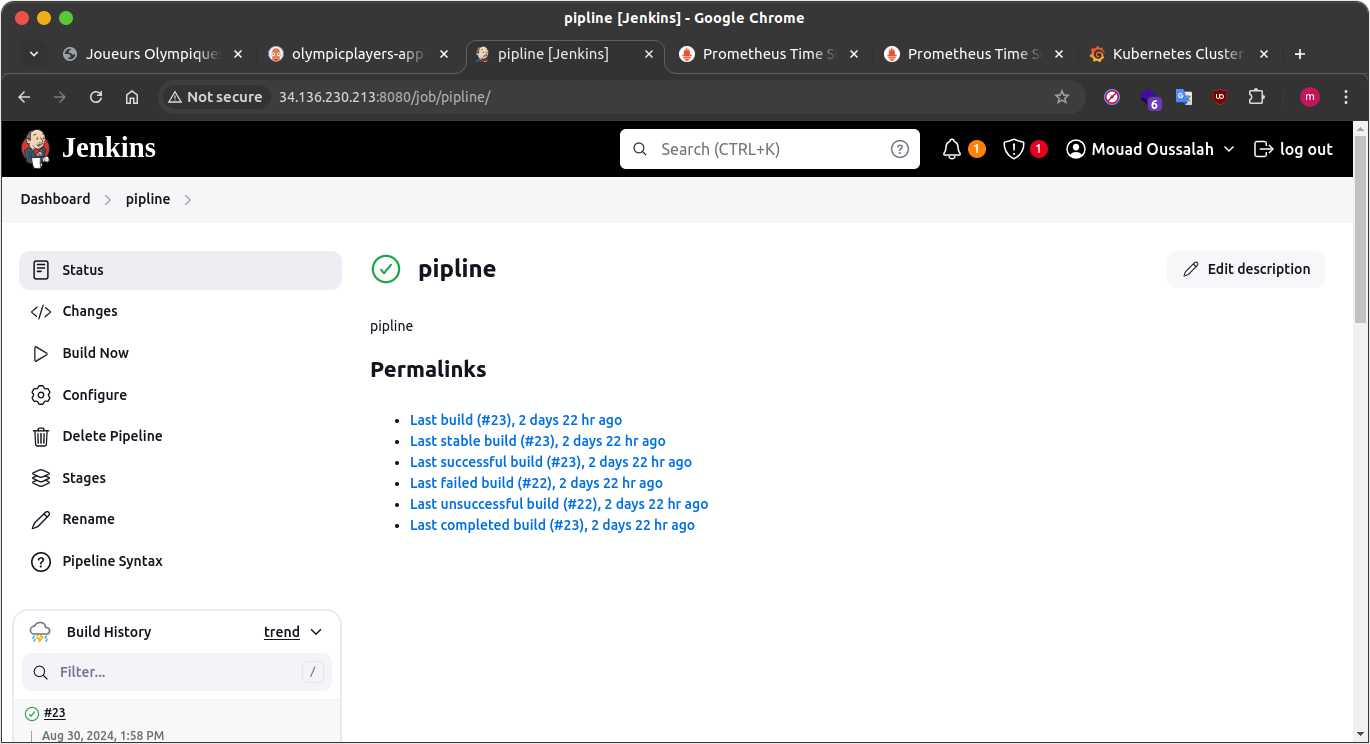 pipline [Jenkins] - Google Chrome
Joueurs Olympique olympicplayers-app pipline [Jenkins] Prometheus Time S Prometheus Time S Kubernetes Cluster
Not secure 34.136.230.213:8080/job/pipline/ 6 m
Jenkins Search (CTRL+K) ? 1 1 Mouad Oussalah log out
Dashboard pipline
Status
Changes
Build Now
Configure
Delete Pipeline
Stages
Rename
Pipeline Syntax
Build History trend
Filter... /
#23
Aug 30, 2024, 1:58 PM
pipline Edit description
pipline
Permalinks
Last build (#23), 2 days 22 hr ago
Last stable build (#23), 2 days 22 hr ago
Last successful build (#23), 2 days 22 hr ago
Last failed build (#22), 2 days 22 hr ago
Last unsuccessful build (#22), 2 days 22 hr ago
Last completed build (#23), 2 days 22 hr ago